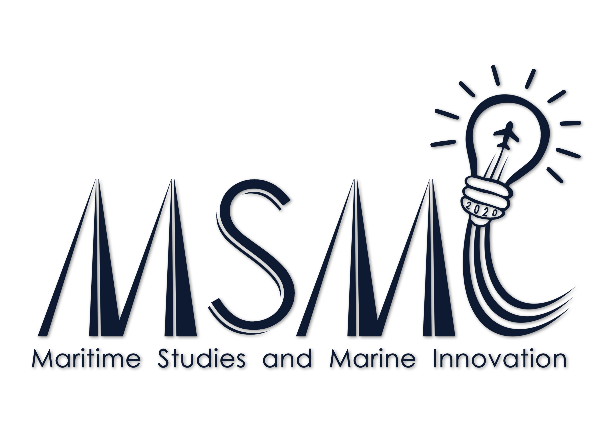 2020
MSMI
Maritime Studies and Marine Innovation